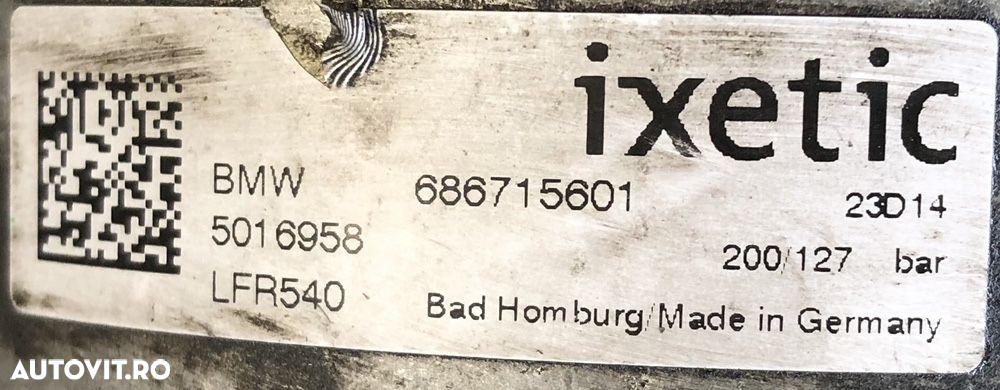 ixetic
BMW 686715601 23D14
5016958 200/127 bar
LFR540 Bad Homburg/Made in Germany
AUTOVIT.RO